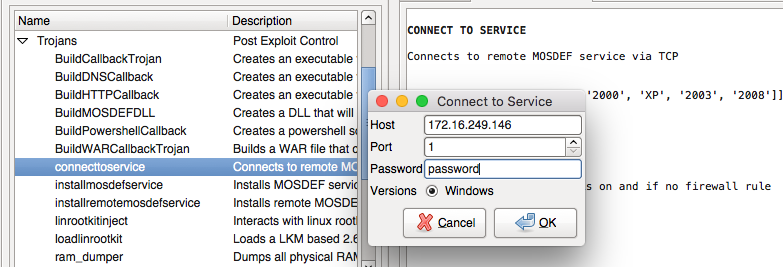 Name Description
Trojans Post Exploit Control
BuildCallbackTrojan Creates an executable
BuildDNSCallback Creates an executable
BuildHTTPCallback Creates an executable
BuildMOSDEFDLL Creates a DLL that will
BuildPowershellCallback Creates a powershell
BuildWARCallbackTrojan Builds a WAR file that
connecttoservice Connects to remote
installmosdefservice Installs MOSDEF
installremotemosdefservice Installs remote MOSDEF
linrootkitinject Interacts with linux
loadlinrootkit Loads a LKM based 2.6
ram_dumper Dumps all physical RAM
CONNECT TO SERVICE
Connects to remote MOSDEF service via TCP
'2000', 'XP', '2003', '2008']]
on and if no firewall rule
Connect to Service
Host 172.16.249.146
Port 1
Password password
Versions Windows
Cancel OK